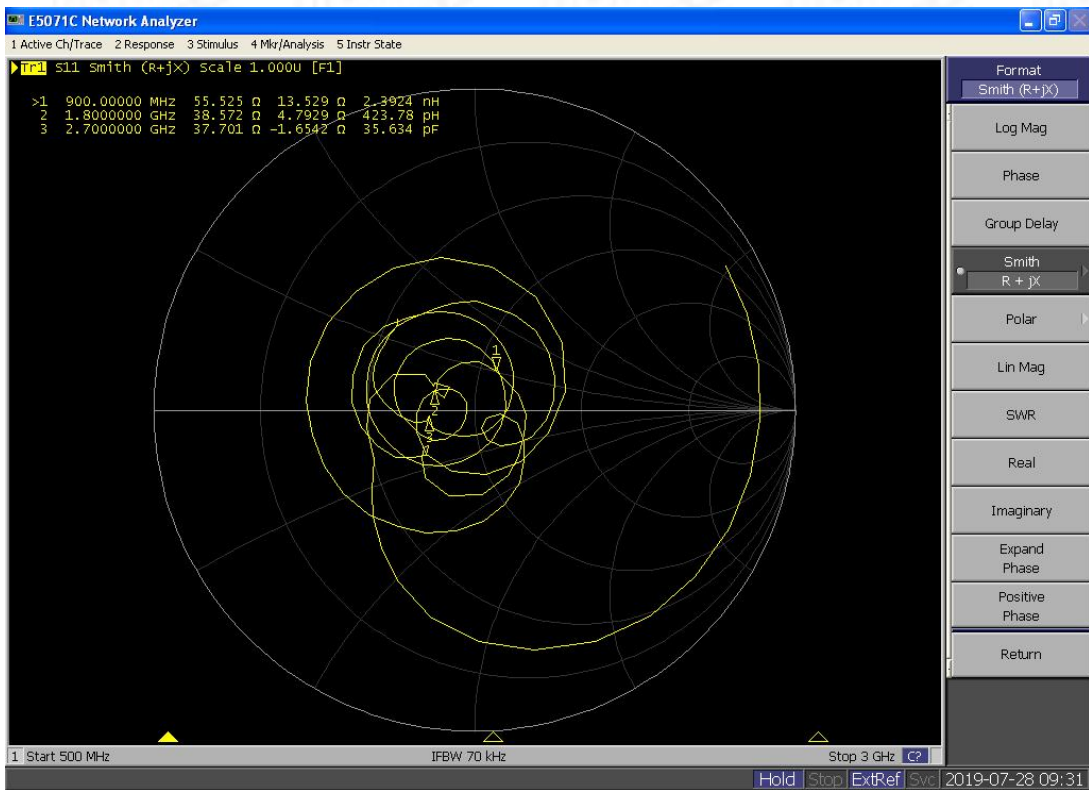 E5071C Network Analyzer
1 Active Ch/Trace 2 Response 3 Stimulus 4 Mkr/Analysis 5 Instr State
Tr1 S11 Smith (R+jX) Scale 1.000U [F1]
>1 900.00000 MHz 55.525 Ω 13.529 Ω 2.3924 nH
2 1.8000000 GHz 38.572 Ω 4.7929 Ω 423.78 pH
3 2.7000000 GHz 37.701 Ω -1.6542 Ω 35.634 pF
1
2
3
Format
Smith (R+jX)
Log Mag
Phase
Group Delay
Smith
R + jX
Polar
Lin Mag
SWR
Real
Imaginary
Expand
Phase
Positive
Phase
Return
1 Start 500 MHz IFBW 70 kHz Stop 3 GHz C?
Hold Stop ExtRef Svc 2019-07-28 09:31